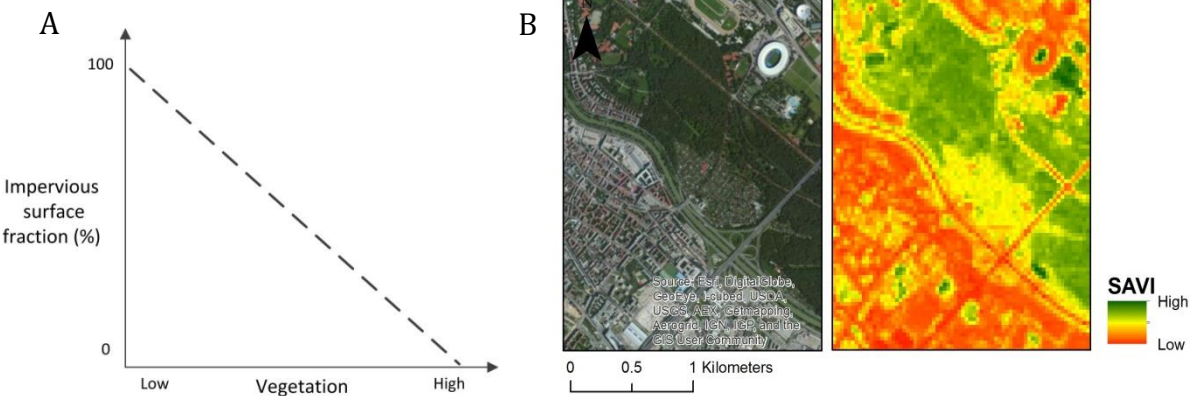 A
100
Impervious
surface
fraction (%)
0
Low
Vegetation
High
B
Source: Esri, DigitalGlobe,
GeoEye, i-cubed, USDA,
USGS, AEX, Getmapping,
Aerogrid, IGN, IGP, and the
GIS User Community
0
0.5
1 Kilometers
SAVI
High
Low